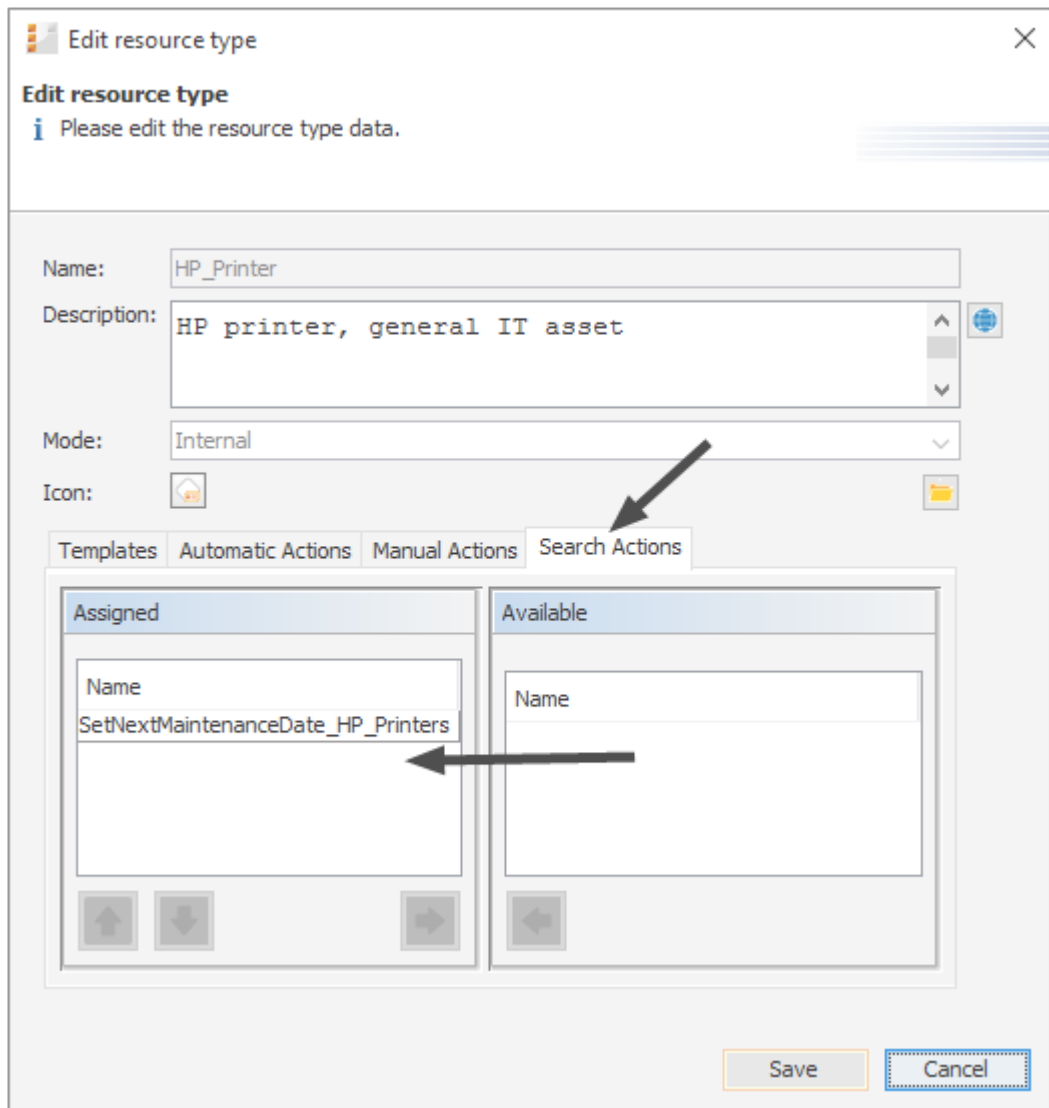 Edit resource type
Edit resource type
i Please edit the resource type data.
Name: HP_Printer
Description: HP printer, general IT asset
Mode: Internal
Icon:
Templates Automatic Actions Manual Actions Search Actions
Assigned Available
Name Name
SetNextMaintenanceDate_HP_Printers
Save Cancel